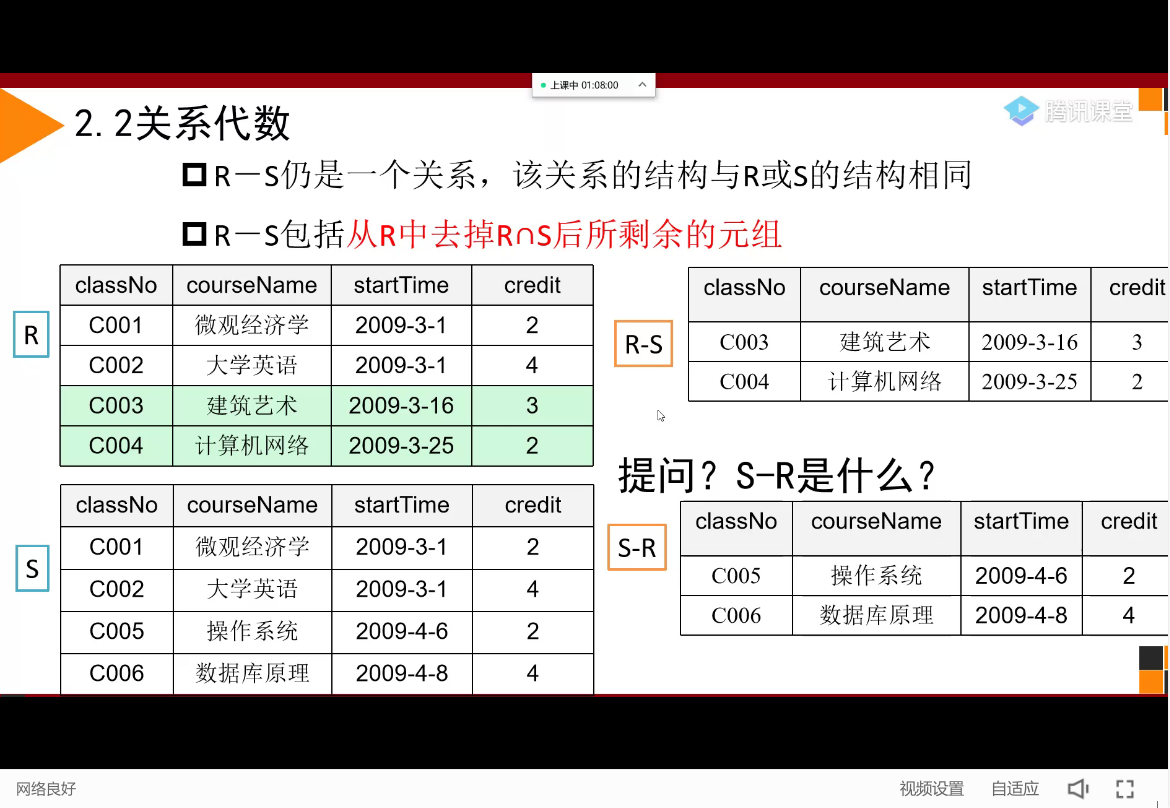 上课中 01:08:00
腾讯课堂
2.2关系代数
R－S仍是一个关系，该关系的结构与R或S的结构相同
R－S包括从R中去掉R∩S后所剩余的元组
R
classNo courseName startTime credit
C001 微观经济学 2009-3-1 2
C002 大学英语 2009-3-1 4
C003 建筑艺术 2009-3-16 3
C004 计算机网络 2009-3-25 2
R-S
classNo courseName startTime credit
C003 建筑艺术 2009-3-16 3
C004 计算机网络 2009-3-25 2
提问？S-R是什么？
S
classNo courseName startTime credit
C001 微观经济学 2009-3-1 2
C002 大学英语 2009-3-1 4
C005 操作系统 2009-4-6 2
C006 数据库原理 2009-4-8 4
S-R
classNo courseName startTime credit
C005 操作系统 2009-4-6 2
C006 数据库原理 2009-4-8 4
网络良好 视频设置 自适应